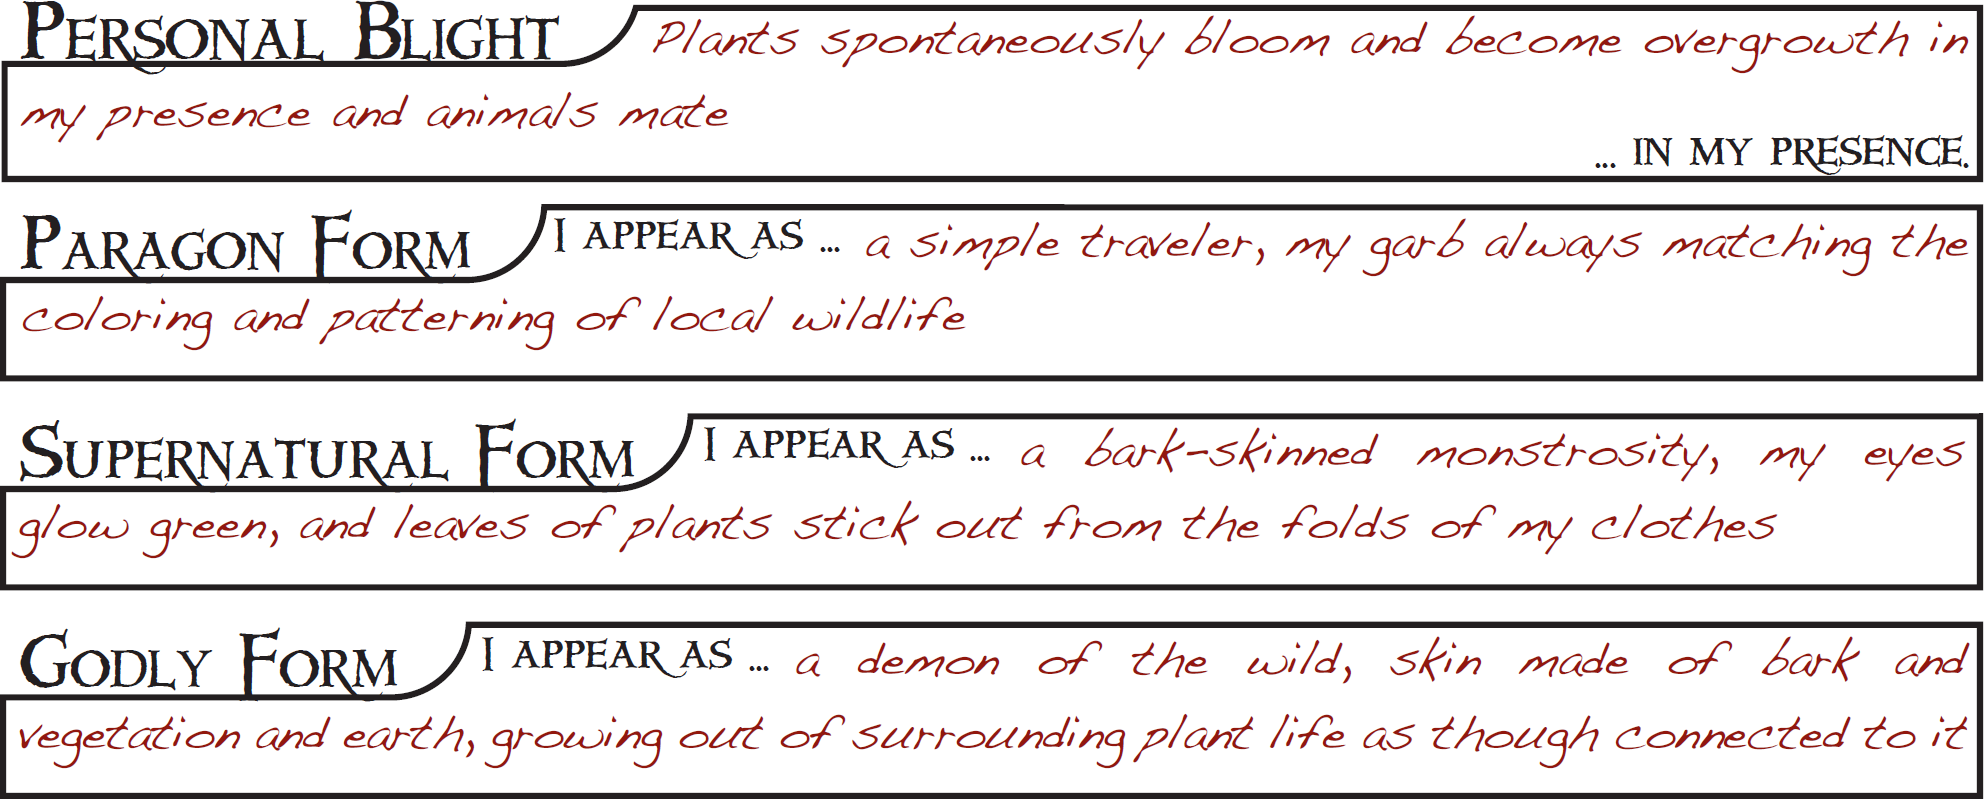 Personal Blight Plants spontaneously bloom and become overgrowth in
my presence and animals mate
... in my presence.
Paragon Form I appear as ... a simple traveler, my garb always matching the
coloring and patterning of local wildlife
Supernatural Form I appear as ... a bark-skinned monstrosity, my eyes
glow green, and leaves of plants stick out from the folds of my clothes
Godly Form I appear as ... a demon of the wild, skin made of bark and
vegetation and earth, growing out of surrounding plant life as though connected to it